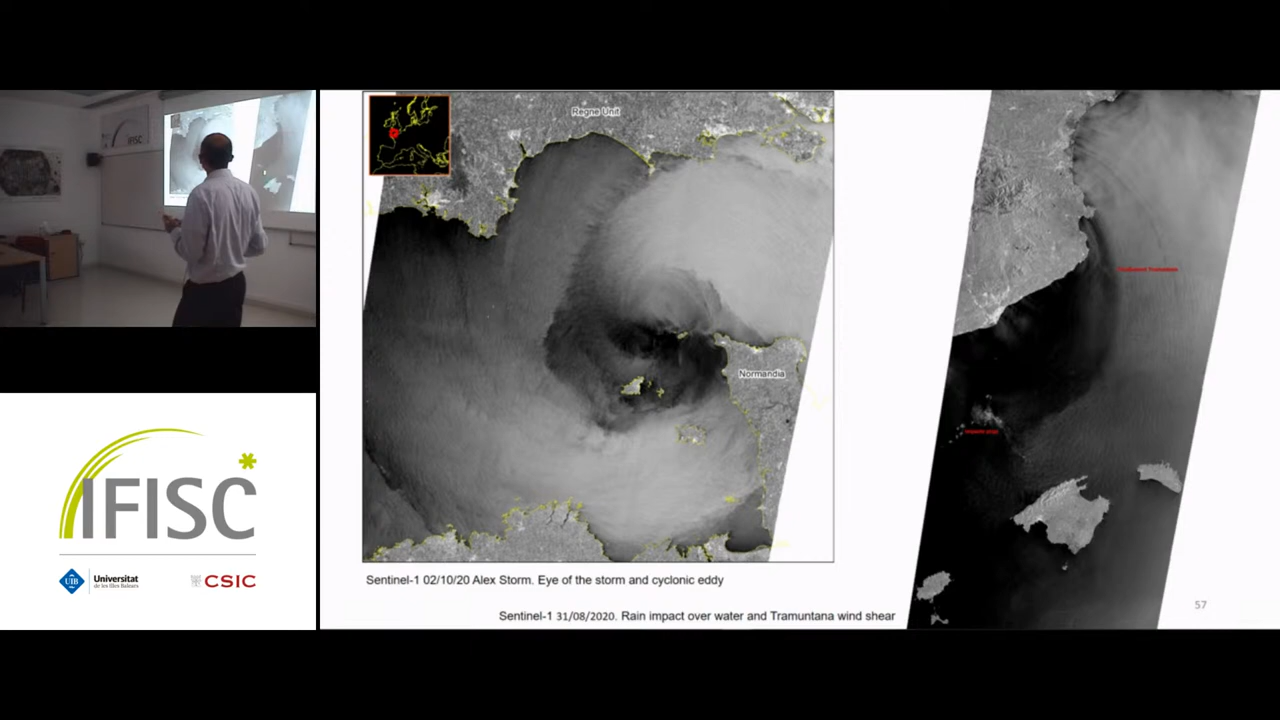 IFISC
Regne Unit
Normandia
Sentinel-1 02/10/20 Alex Storm. Eye of the storm and cyclonic eddy
Sentinel-1 31/08/2020. Rain impact over water and Tramuntana wind shear
57
IFISC
UIB
Universitat
de les Illes Balears
CSIC